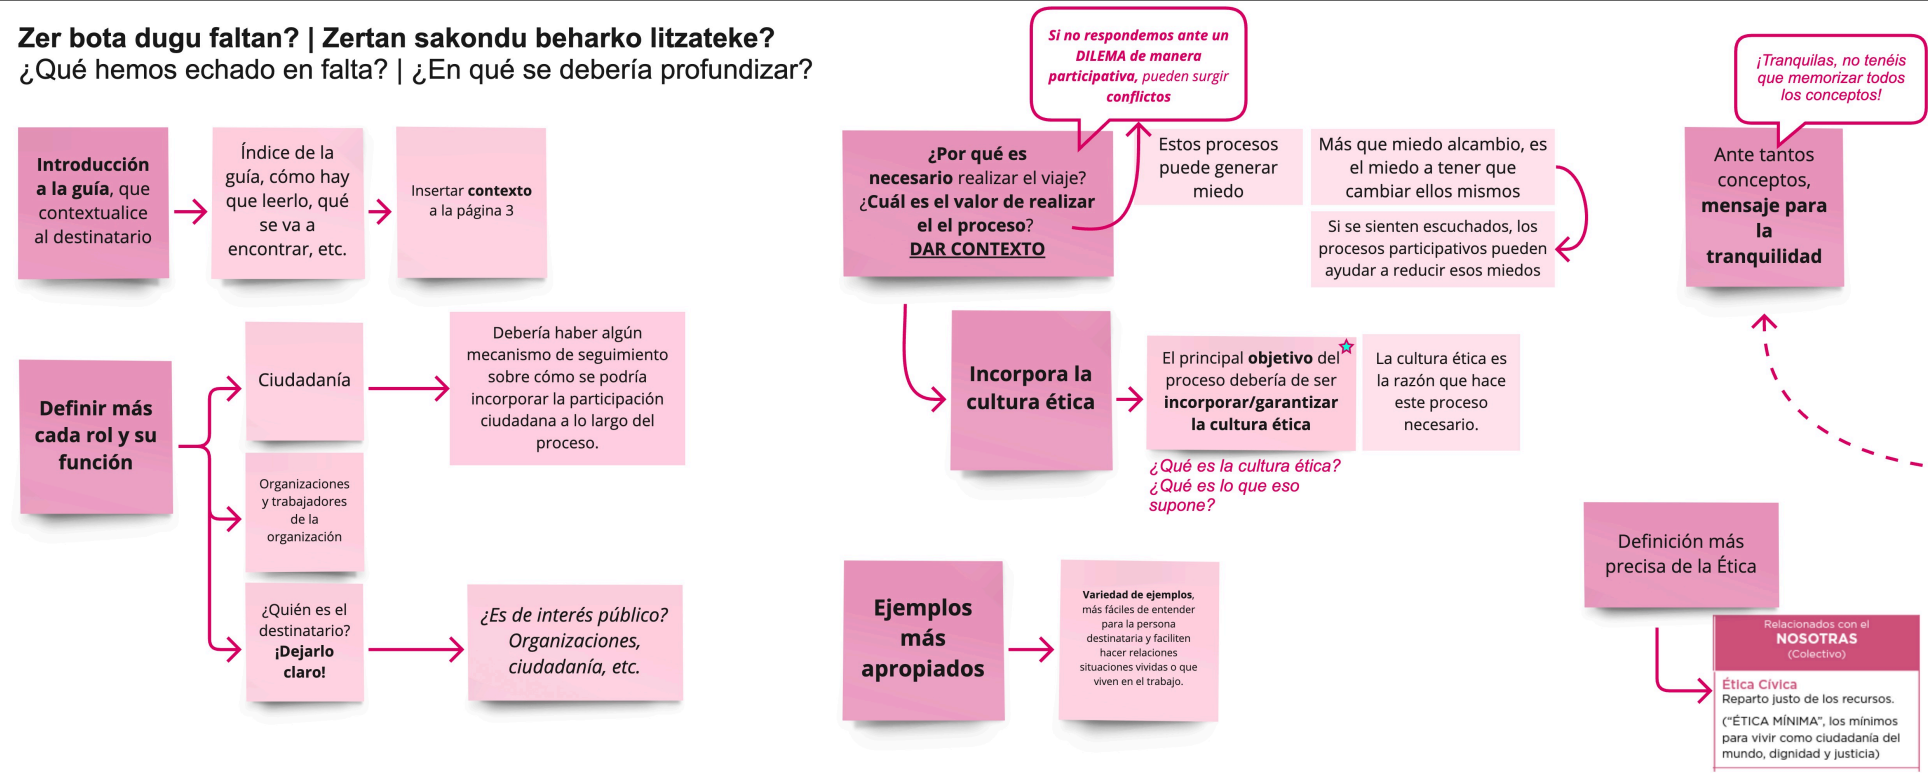 Zer bota dugu faltan? | Zertan sakondu beharko litzateke?
¿Qué hemos echado en falta? | ¿En qué se debería profundizar?
Introducción
a la guía, que
contextualice
al destinatario
Índice de la
guía, cómo hay
que leerlo, qué
se va a
encontrar, etc.
Insertar contexto
a la página 3
Definir más
cada rol y su
función
Ciudadanía
Debería haber algún
mecanismo de seguimiento
sobre cómo se podría
incorporar la participación
ciudadana a lo largo del
proceso.
Organizaciones
y trabajadores
de la
organización
¿Quién es el
destinatario?
¡Dejarlo
claro!
¿Es de interés público?
Organizaciones,
ciudadanía, etc.
Si no respondemos ante un
DILEMA de manera
participativa, pueden surgir
conflictos
¿Por qué es
necesario realizar el viaje?
¿Cuál es el valor de realizar
el el proceso?
DAR CONTEXTO
Estos procesos
puede generar
miedo
Más que miedo alcambio, es
el miedo a tener que
cambiar ellos mismos
Si se sienten escuchados, los
procesos participativos pueden
ayudar a reducir esos miedos
Incorpora la
cultura ética
El principal objetivo del
proceso debería de ser
incorporar/garantizar
la cultura ética
La cultura ética es
la razón que hace
este proceso
necesario.
¿Qué es la cultura ética?
¿Qué es lo que eso
supone?
Ejemplos
más
apropiados
Variedad de ejemplos,
más fáciles de entender
para la persona
destinataria y faciliten
hacer relaciones
situaciones vividas o que
viven en el trabajo.
¡Tranquilas, no tenéis
que memorizar todos
los conceptos!
Ante tantos
conceptos,
mensaje para
la
tranquilidad
Definición más
precisa de la Ética
Relacionados con el
NOSOTRAS
(Colectivo)
Ética Cívica
Reparto justo de los recursos.
("ÉTICA MÍNIMA", los mínimos
para vivir como ciudadanía del
mundo, dignidad y justicia)